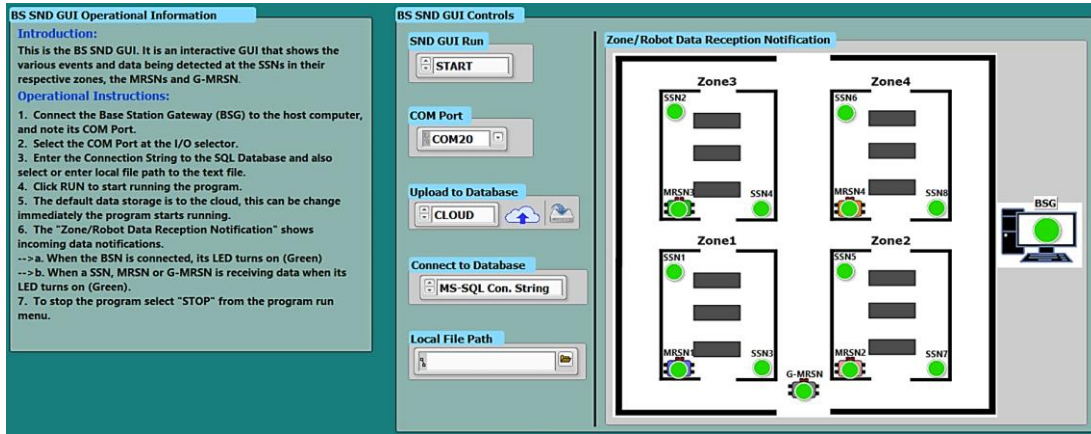 BS SND GUI Operational Information
Introduction:
This is the BS SND GUI. It is an interactive GUI that shows the
various events and data being detected at the SSNs in their
respective zones, the MRSNs and G-MRSN.
Operational Instructions:
1. Connect the Base Station Gateway (BSG) to the host computer,
and note its COM Port.
2. Select the COM Port at the I/O selector.
3. Enter the Connection String to the SQL Database and also
select or enter local file path to the text file.
4. Click RUN to start running the program.
5. The default data storage is to the cloud, this can be change
immediately the program starts running.
6. The "Zone/Robot Data Reception Notification" shows
incoming data notifications.
-->a. When the BSN is connected, its LED turns on (Green)
-->b. When a SSN, MRSN or G-MRSN is receiving data when its
LED turns on (Green).
7. To stop the program select "STOP" from the program run
menu.
BS SND GUI Controls
SND GUI Run
START
COM Port
COM20
Upload to Database
CLOUD
Connect to Database
MS-SQL Con. String
Local File Path
Zone/Robot Data Reception Notification
Zone3
SSN2
MRSN3
SSN4
Zone4
SSN6
MRSN4
SSN8
Zone1
SSN1
MRSN1
SSN3
Zone2
SSN5
MRSN2
SSN7
G-MRSN
BSG